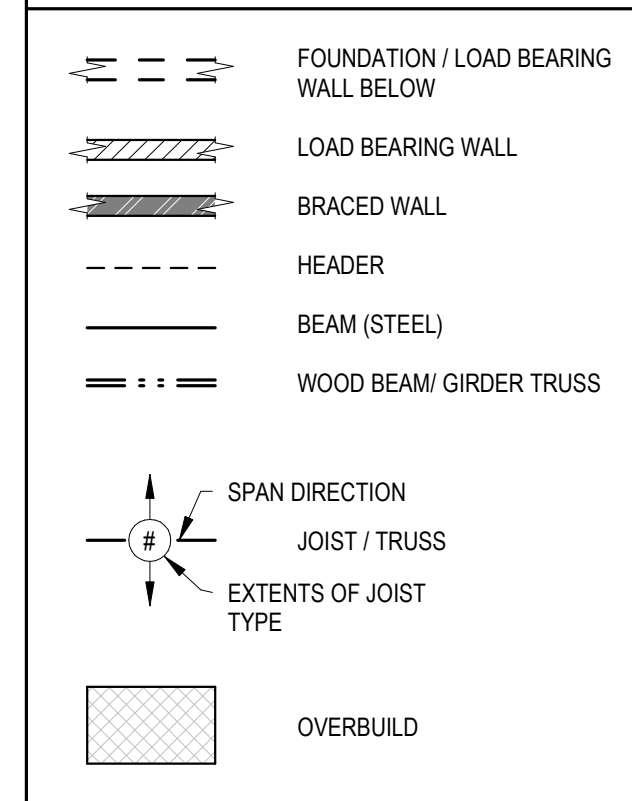 FOUNDATION / LOAD BEARING
WALL BELOW
LOAD BEARING WALL
BRACED WALL
HEADER
BEAM (STEEL)
WOOD BEAM/ GIRDER TRUSS
SPAN DIRECTION
#
JOIST / TRUSS
EXTENTS OF JOIST
TYPE
OVERBUILD